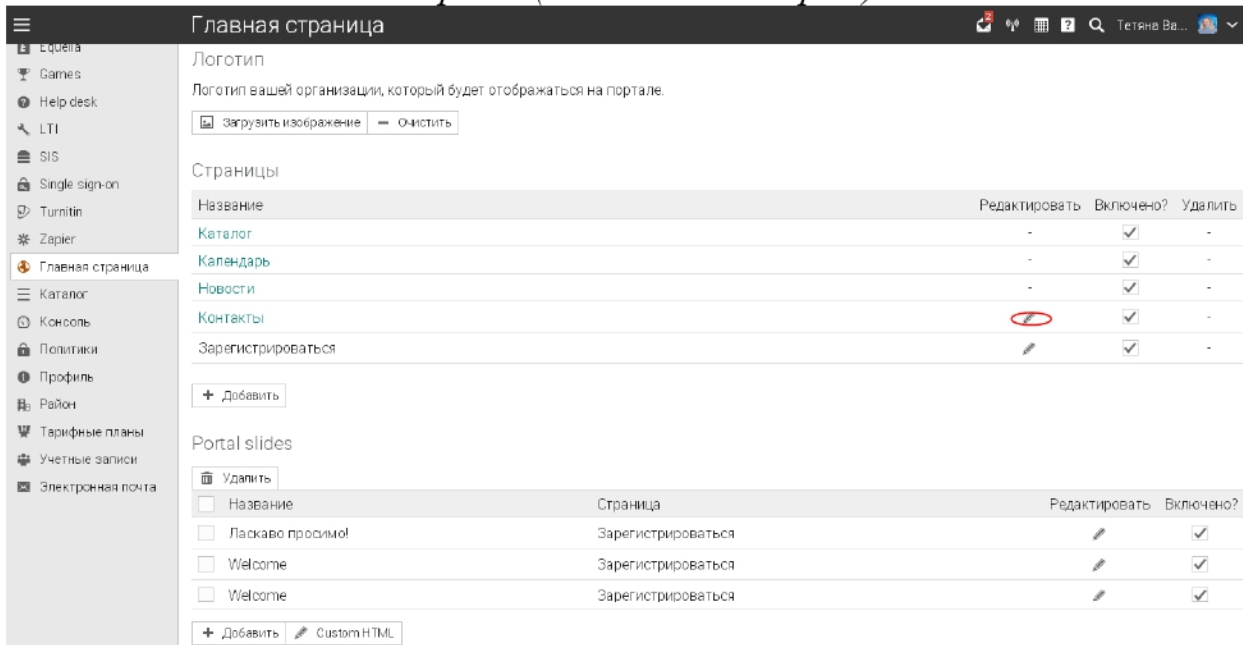 Главная страница
2
Тетяна Ва...
Equella
Games
Help desk
LTI
SIS
Single sign-on
Turnitin
Zapier
Главная страница
Каталог
Консоль
Политики
Профиль
Район
Тарифные планы
Учетные записи
Электронная почта
Логотип
Логотип вашей организации, который будет отображаться на портале.
Загрузить изображение Очистить
Страницы
Название Редактировать Включено? Удалить
Каталог - -
Календарь - -
Новости - -
Контакты -
Зарегистрироваться -
+ Добавить
Portal slides
Удалить
Название Страница Редактировать Включено?
Ласкаво просимо! Зарегистрироваться
Welcome Зарегистрироваться
Welcome Зарегистрироваться
+ Добавить Custom HTML